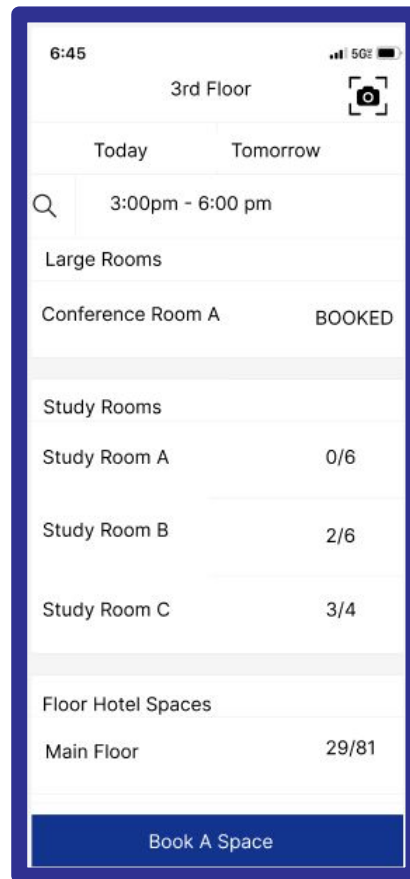 6:45 5G
3rd Floor
Today Tomorrow
3:00pm - 6:00 pm
Large Rooms
Conference Room A BOOKED
Study Rooms
Study Room A 0/6
Study Room B 2/6
Study Room C 3/4
Floor Hotel Spaces
Main Floor 29/81
Book A Space